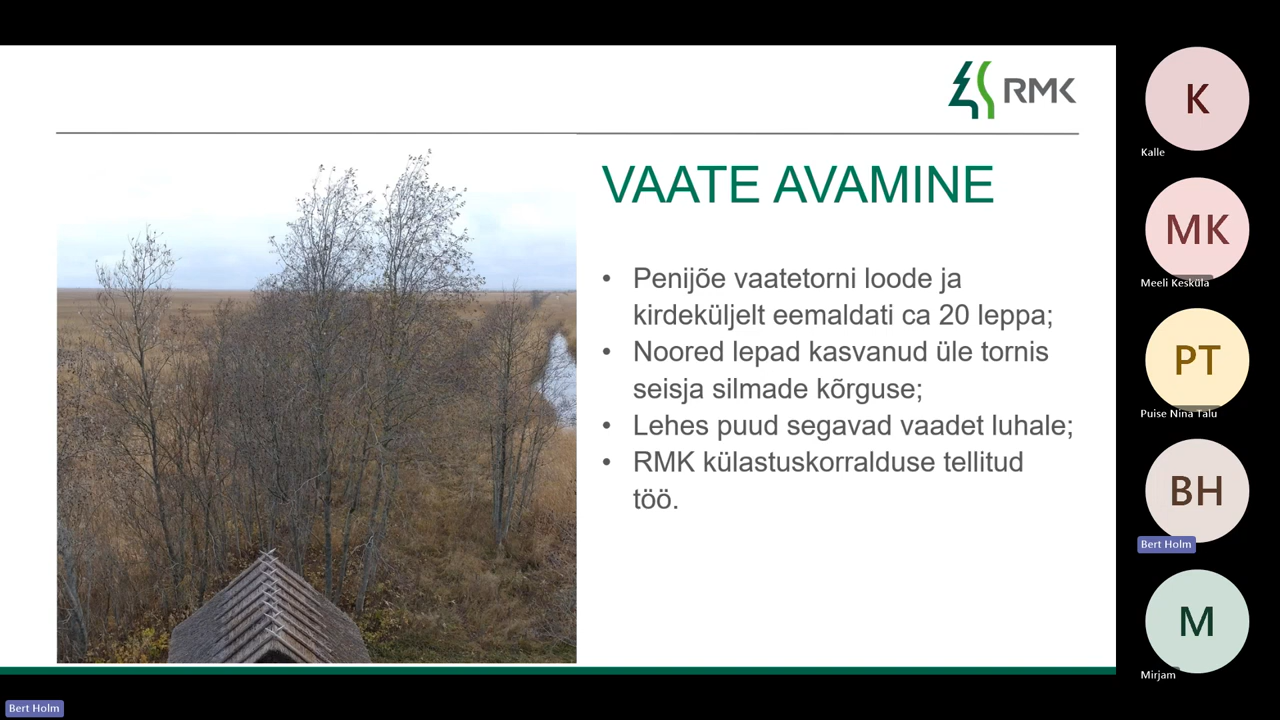 RMK
VAATE AVAMINE
• Penijõe vaatetorni loode ja
kirdeküljelt eemaldati ca 20 leppa;
• Noored lepad kasvanud üle tornis
seisja silmade kõrguse;
• Lehes puud segavad vaadet luhale;
• RMK külastuskorralduse tellitud
töö.
K
Kalle
MK
Meeli Kesküla
PT
Puise Nina Talu
BH
Bert Holm
M
Mirjam
Bert Holm